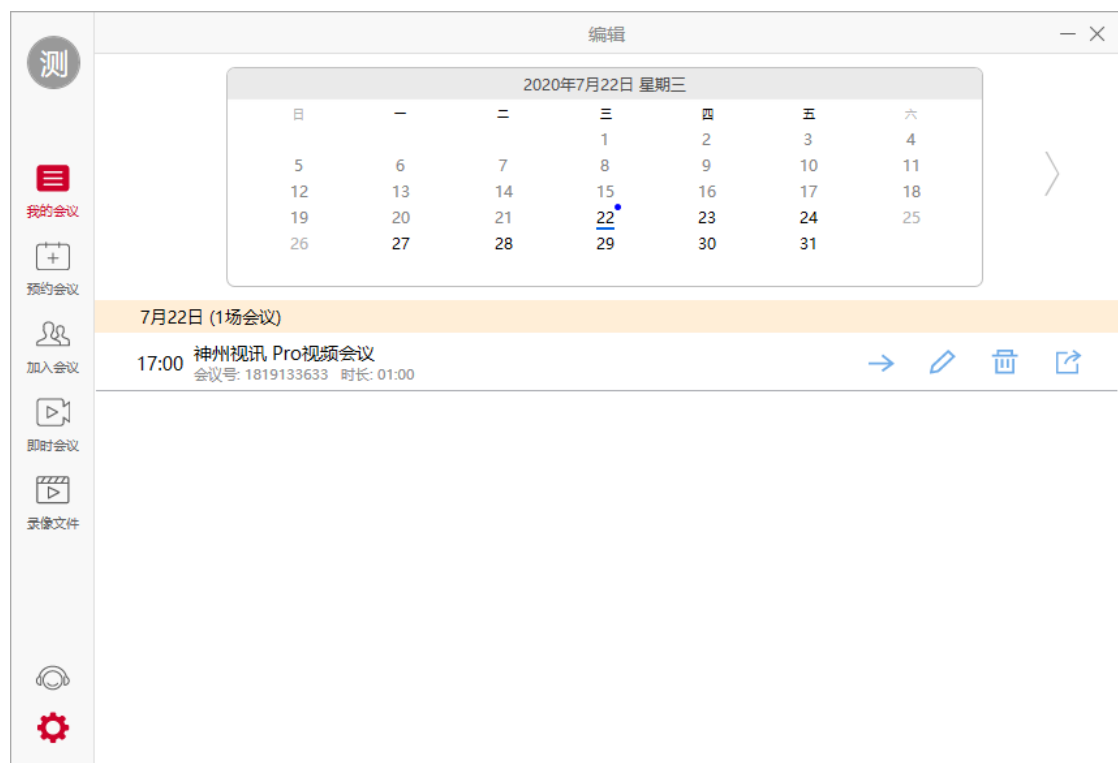 编辑
测
我的会议
预约会议
加入会议
即时会议
录像文件
2020年7月22日 星期三
日 一 二 三 四 五 六
1 2 3 4
5 6 7 8 9 10 11
12 13 14 15 16 17 18
19 20 21 22 23 24 25
26 27 28 29 30 31
7月22日 (1场会议)
17:00 神州视讯 Pro视频会议
会议号: 1819133633 时长: 01:00